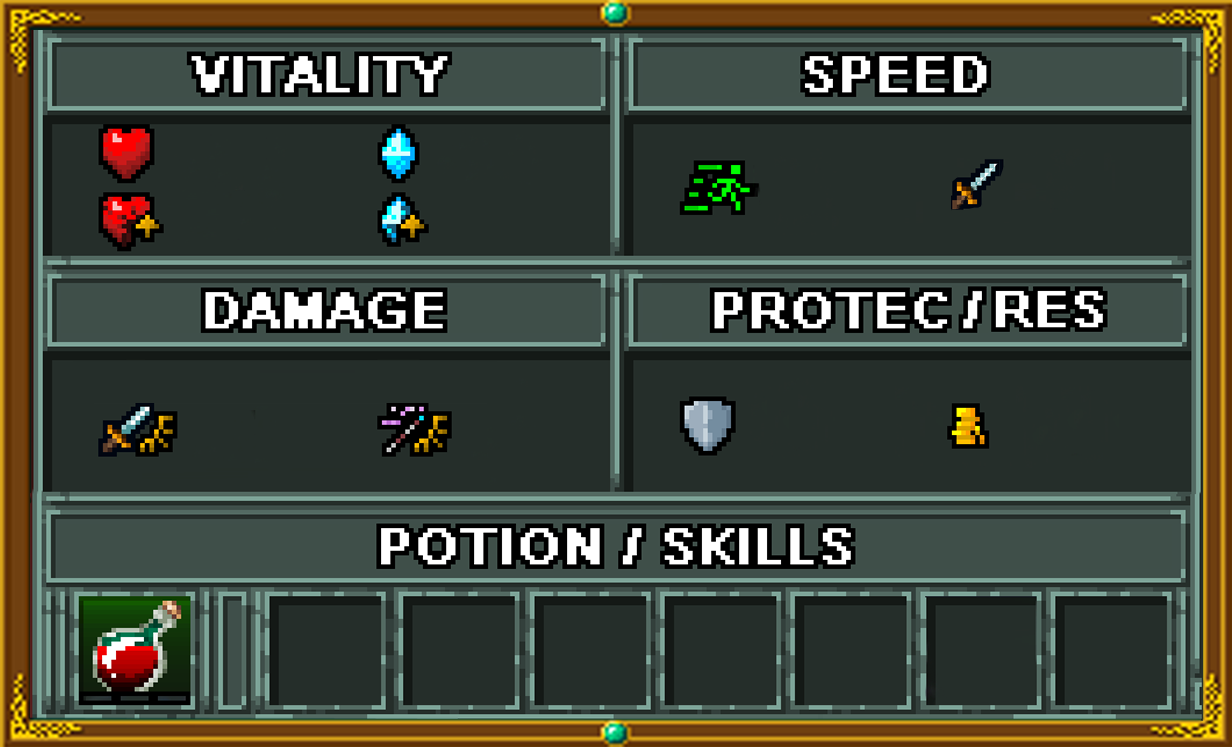 VITALITY
SPEED
DAMAGE
PROTEC/RES
POTION / SKILLS